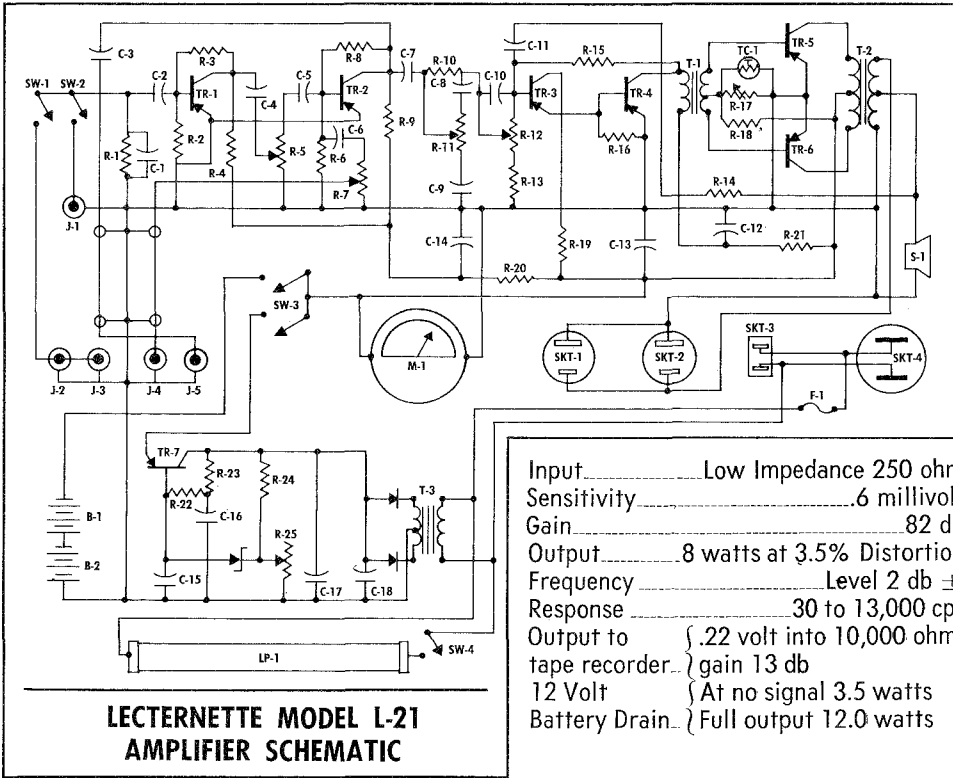 C-3
R-3
R-8
C-7
R-10
C-11
R-15
TR-5
T-2
SW-1
SW-2
C-2
TR-1
C-4
C-5
TR-2
C-8
C-10
TR-3
TR-4
T-1
TC-1
R-17
R-18
TR-6
R-1
C-1
R-2
R-4
R-5
R-6
C-6
R-7
R-9
R-11
R-12
R-16
C-9
R-13
R-14
J-1
C-14
R-19
C-13
C-12
R-21
S-1
R-20
SW-3
M-1
SKT-1
SKT-2
SKT-3
SKT-4
J-2
J-3
J-4
J-5
F-1
TR-7
R-23
R-24
R-22
C-16
T-3
B-1
R-25
B-2
C-15
C-17
C-18
LP-1
SW-4
LECTERNETTE MODEL L-21
AMPLIFIER SCHEMATIC
Input Low Impedance 250 ohm
Sensitivity .6 millivol
Gain 82 d
Output 8 watts at 3.5% Distortio
Frequency Level 2 db ±
Response 30 to 13,000 cp
Output to { .22 volt into 10,000 ohm
tape recorder } gain 13 db
12 Volt { At no signal 3.5 watts
Battery Drain { Full output 12.0 watts